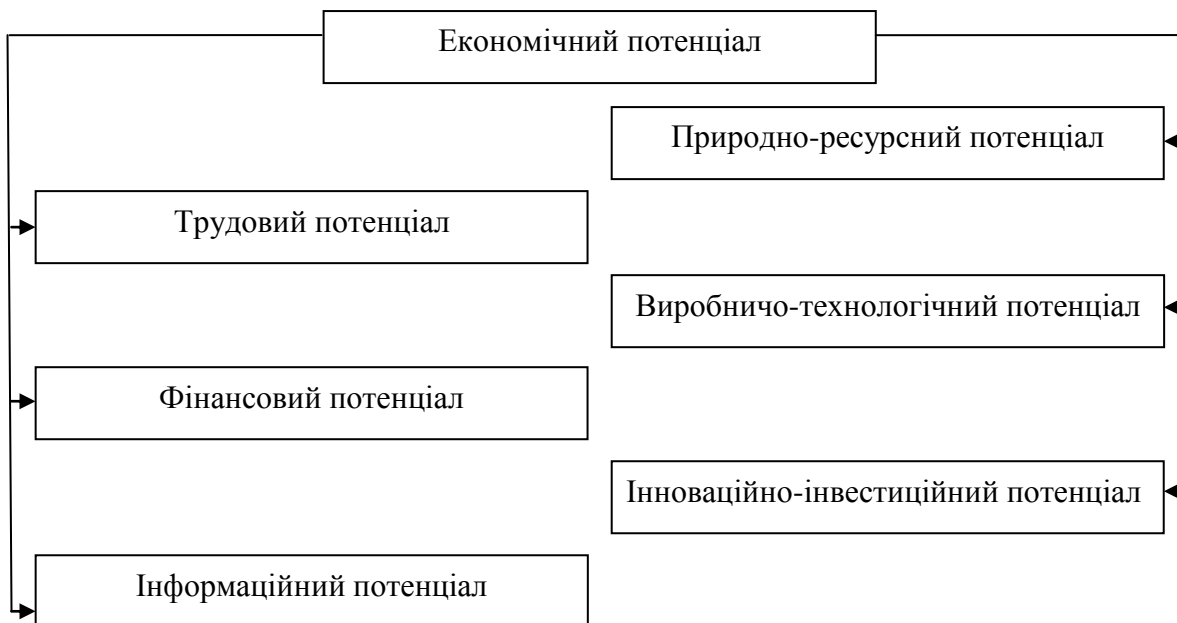 Економічний потенціал
Природно-ресурсний потенціал
Трудовий потенціал
Виробничо-технологічний потенціал
Фінансовий потенціал
Інноваційно-інвестиційний потенціал
Інформаційний потенціал